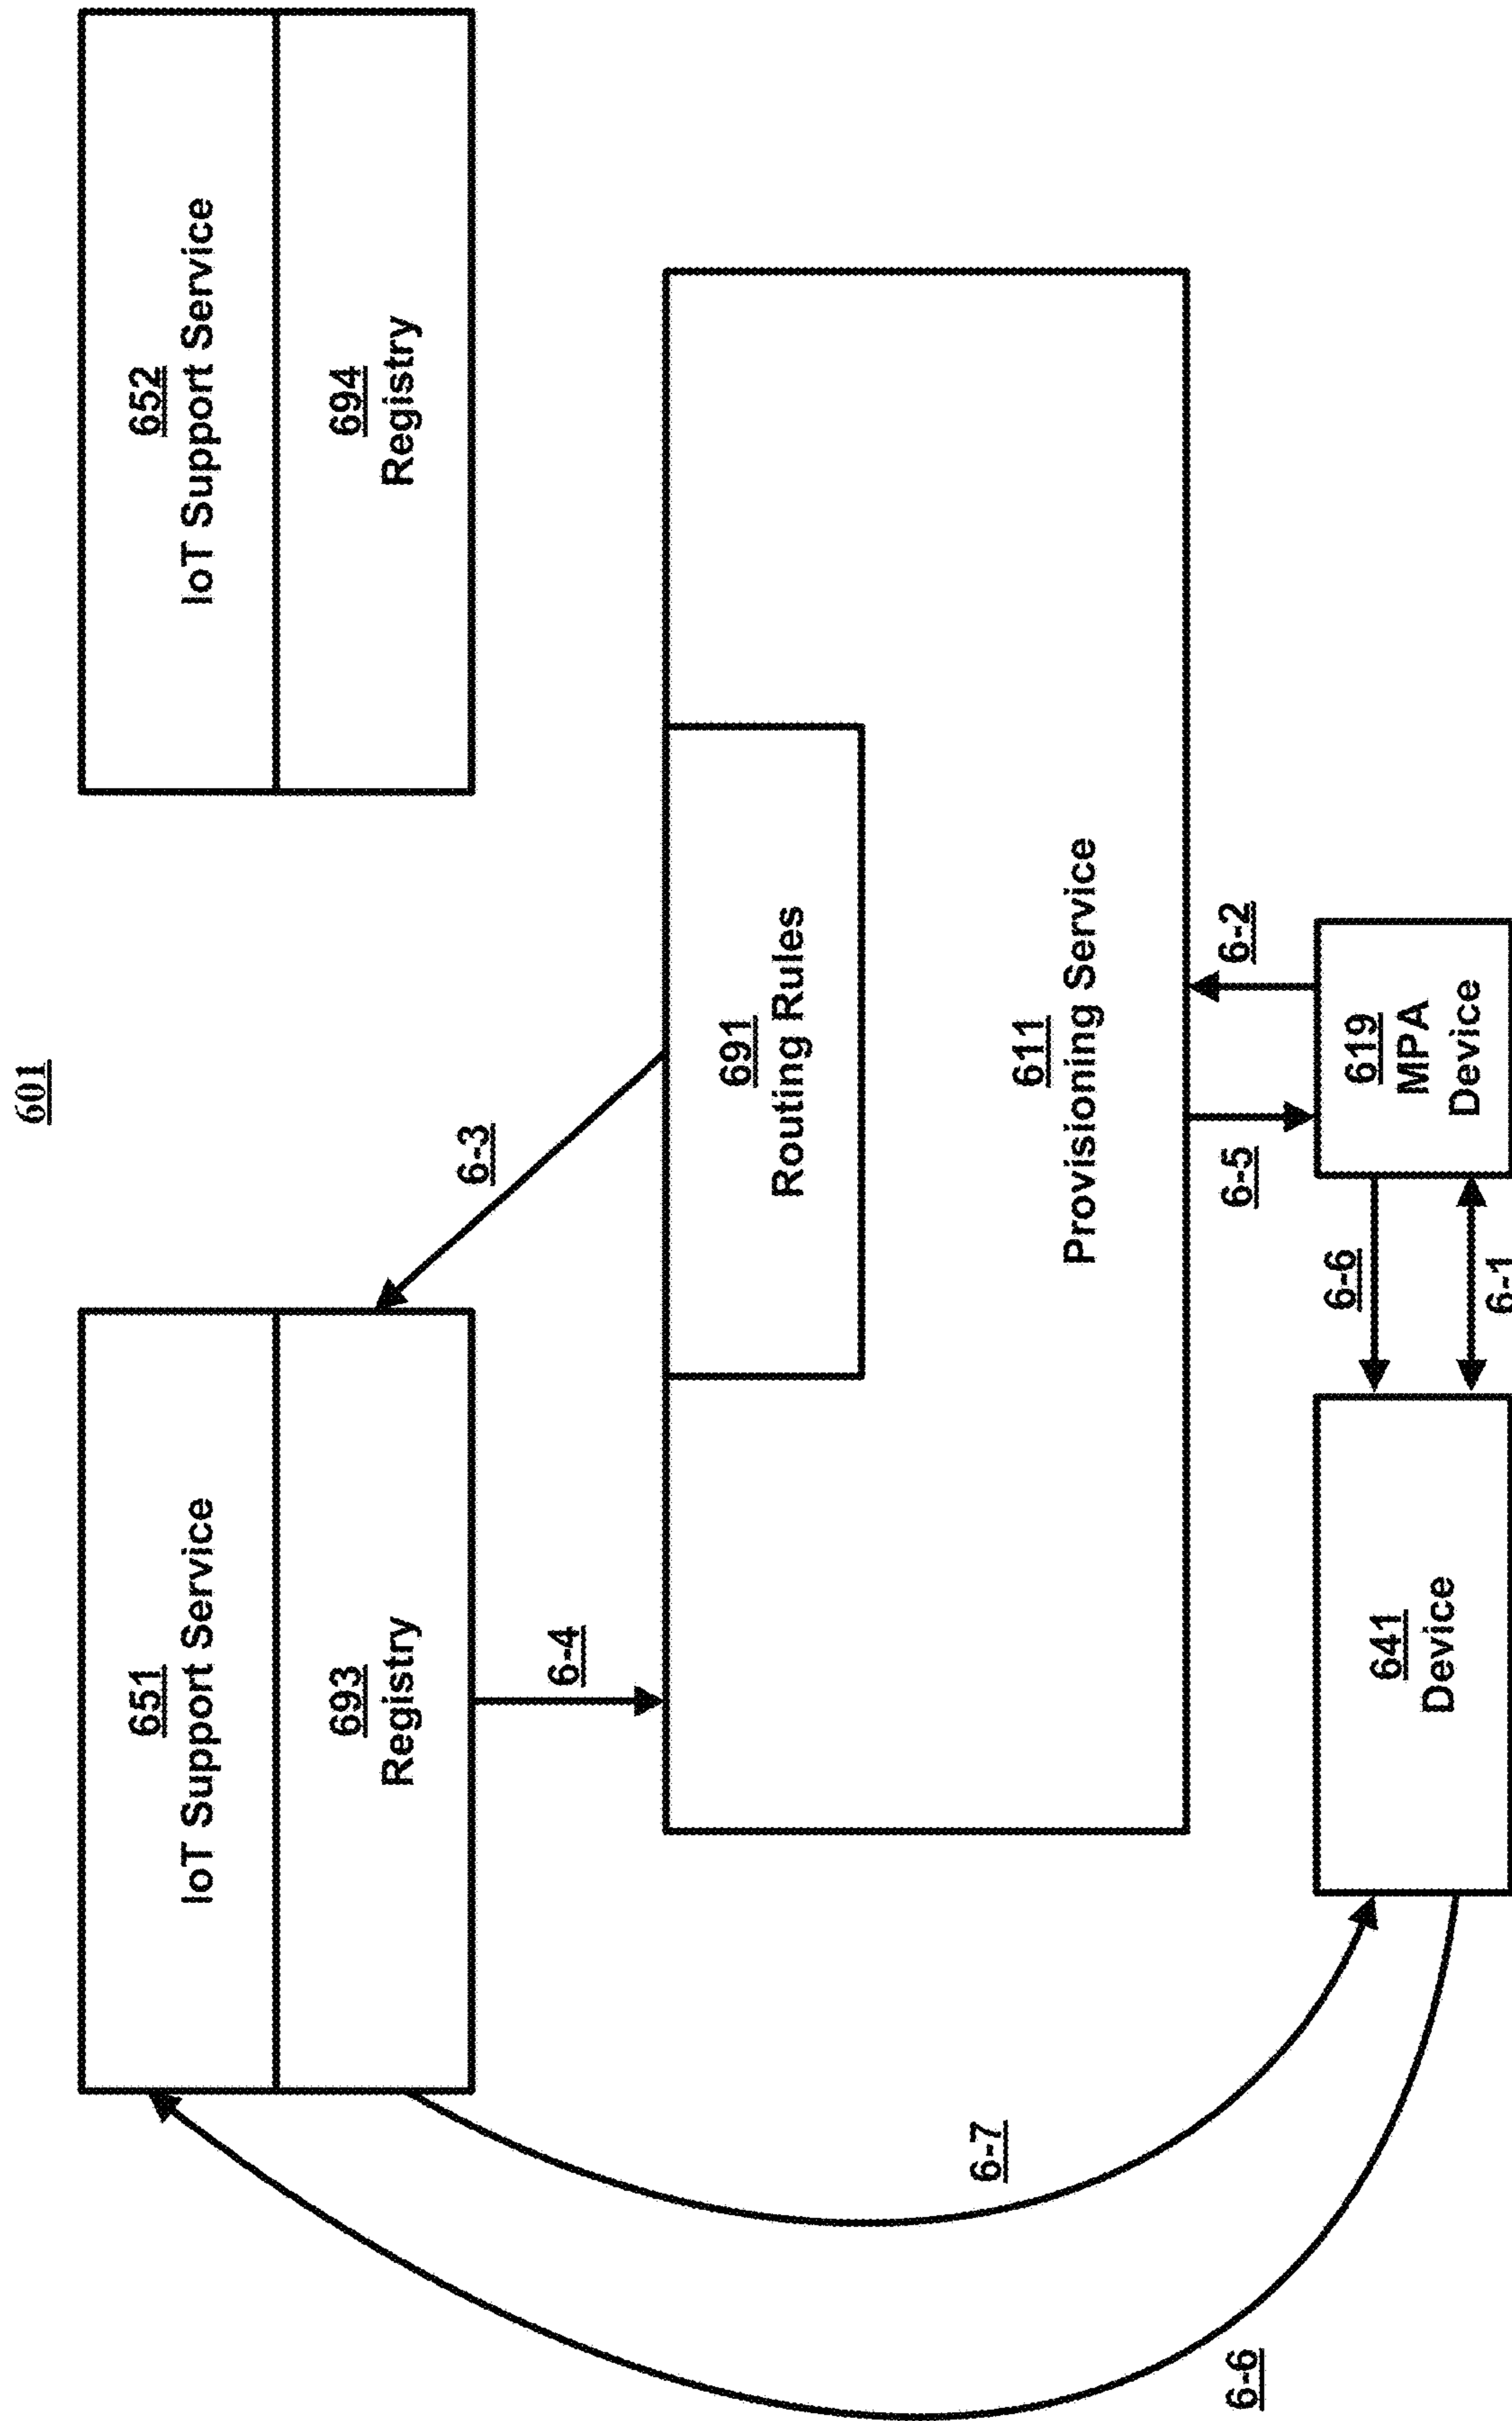 601
651
IoT Support Service
693
Registry
652
IoT Support Service
694
Registry
6-3
6-4
691
Routing Rules
611
Provisioning Service
6-7
6-6
6-5
6-2
641
Device
6-6
6-1
619
MPA
Device